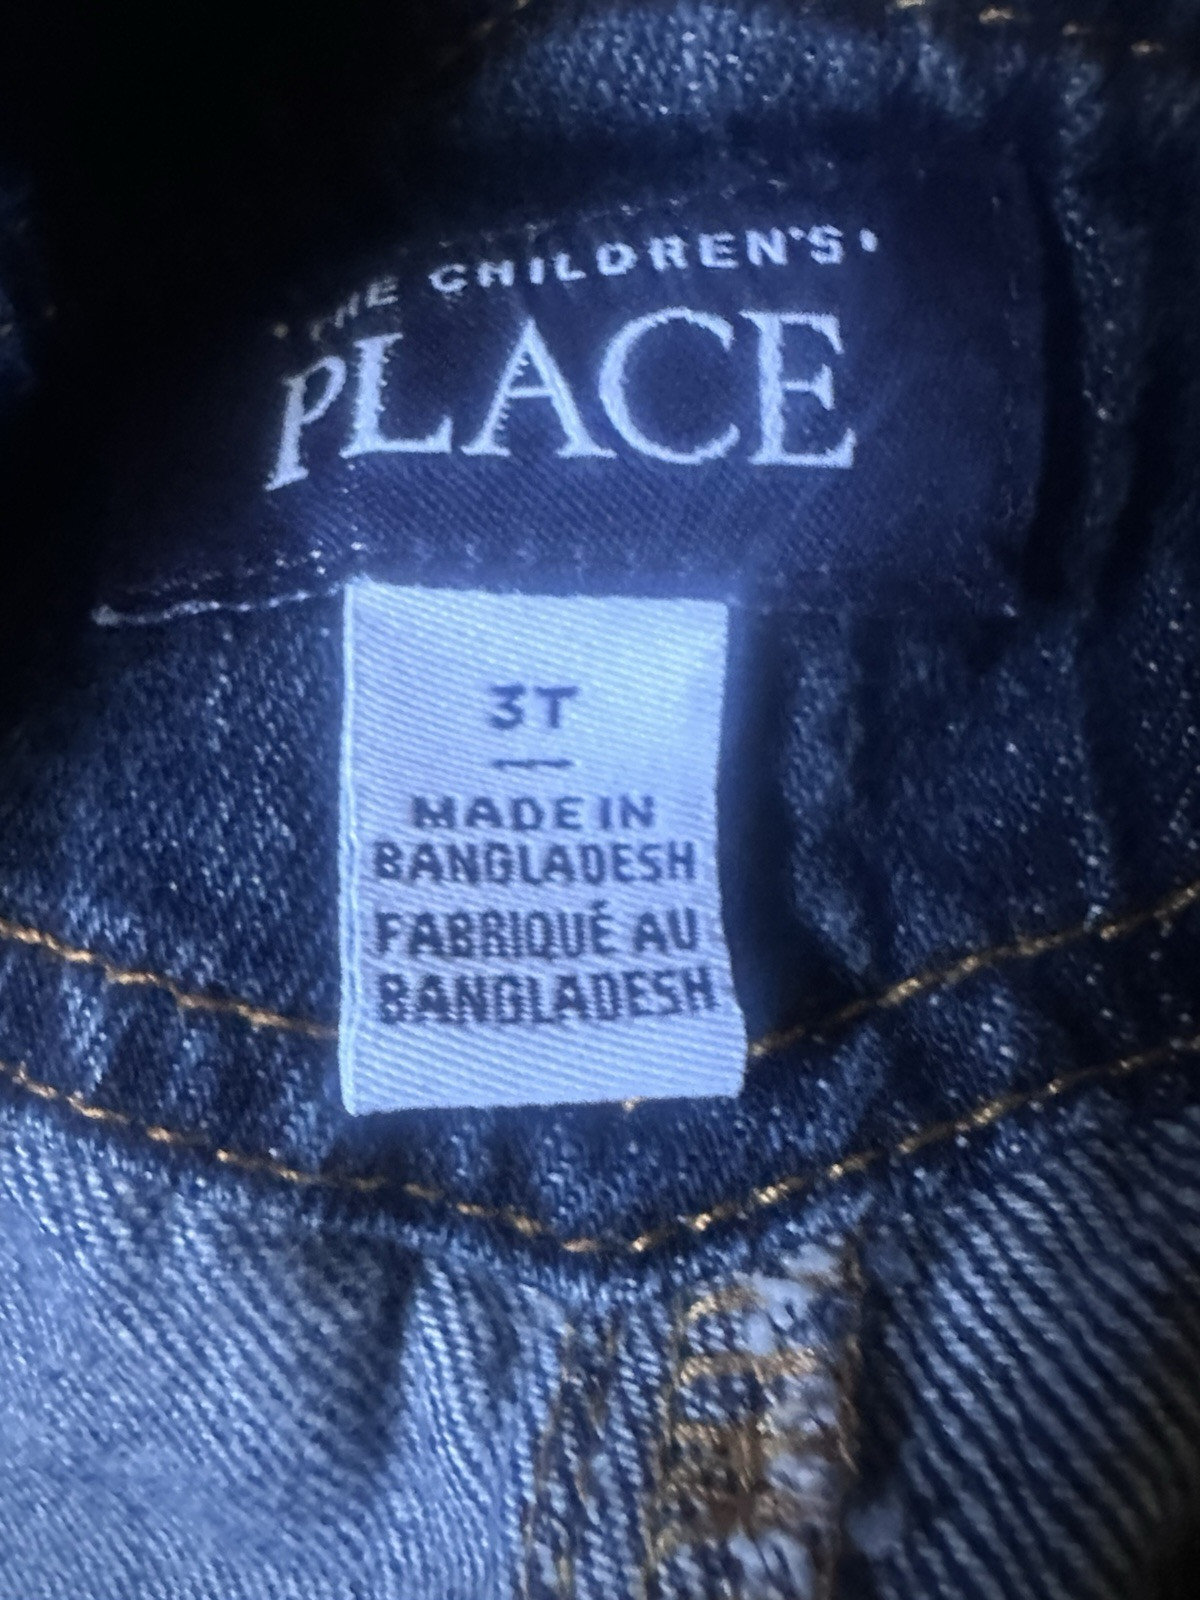 THE CHILDREN'S
PLACE
3T
MADE IN
BANGLADESH
FABRIQUÉ AU
BANGLADESH